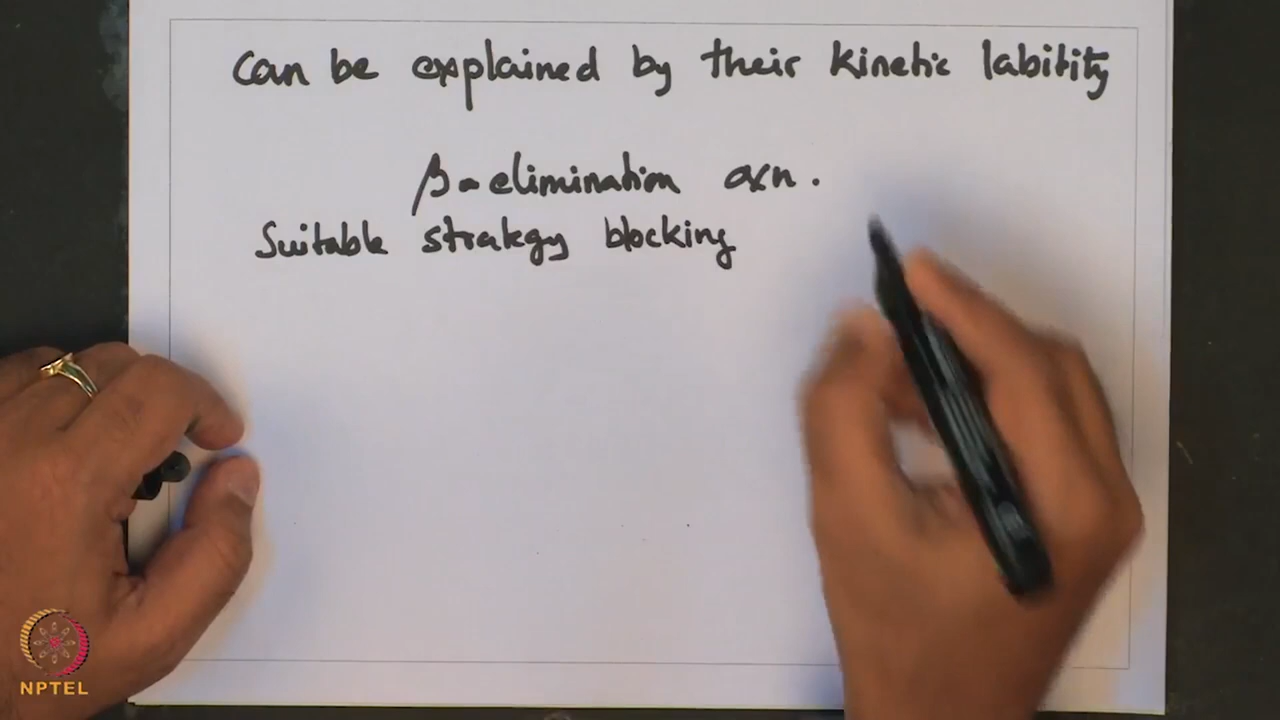 can be explained by their kinetic lability
β-elimination rxn.
Suitable strategy blocking
NPTEL